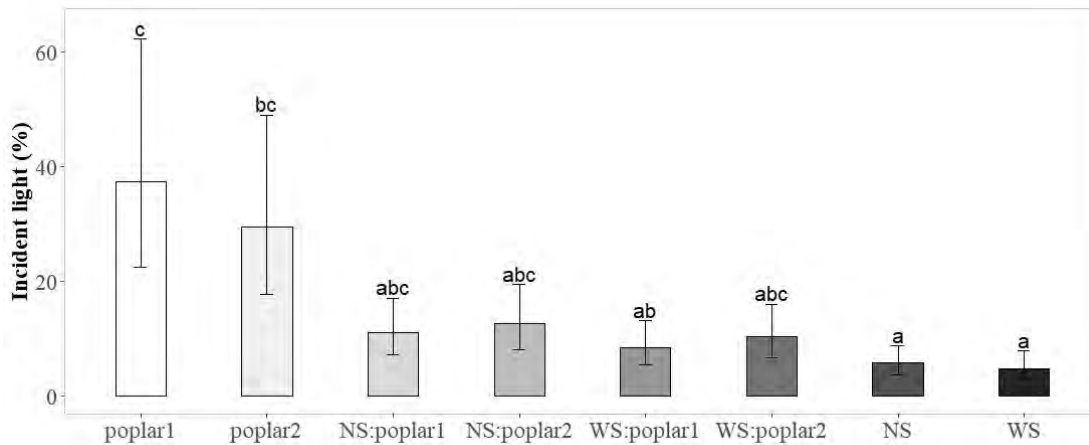 Incident light (%)
60
40
20
0
c
bc
abc
abc
ab
abc
a
a
poplar1 poplar2 NS:poplar1 NS:poplar2 WS:poplar1 WS:poplar2 NS WS